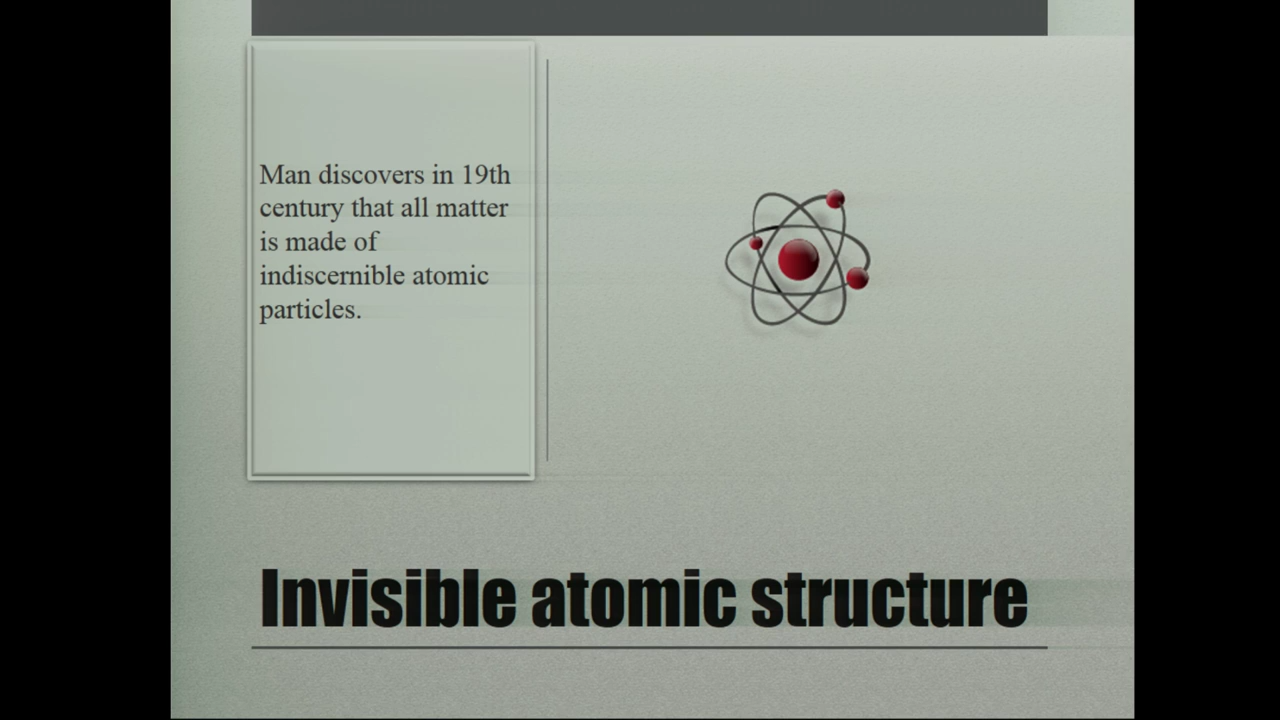 Man discovers in 19th
century that all matter
is made of
indiscernible atomic
particles.
Invisible atomic structure